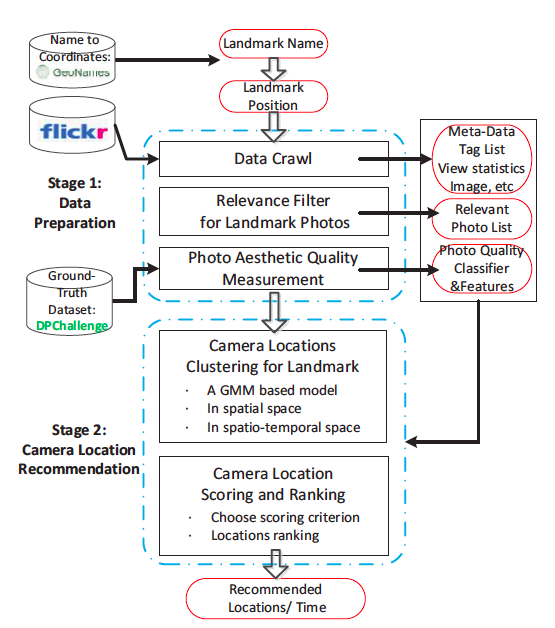 Name to
Coordinates:
GeoNames
Landmark Name
Landmark
Position
flickr
Stage 1:
Data
Preparation
Data Crawl
Relevance Filter
for Landmark Photos
Photo Aesthetic Quality
Measurement
Meta-Data
Tag List
View statistics
Image, etc
Relevant
Photo List
Photo Quality
Classifier
&Features
Ground-
Truth
Dataset:
DPChallenge
Stage 2:
Camera Location
Recommendation
Camera Locations
Clustering for Landmark
· A GMM based model
· In spatial space
· In spatio-temporal space
Camera Location
Scoring and Ranking
· Choose scoring criterion
· Locations ranking
Recommended
Locations/ Time